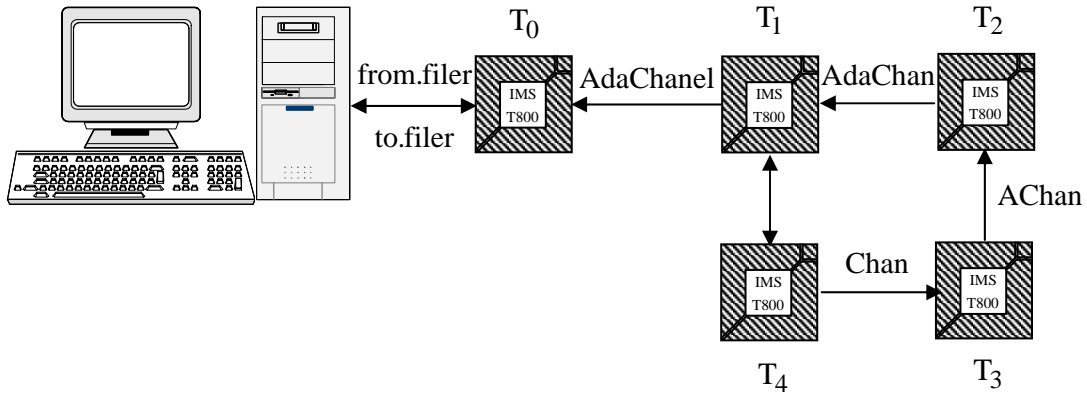 T0 T1 T2
from.filer AdaChanel AdaChan
IMS IMS IMS
T800 T800 T800
to.filer
AChan
Chan
IMS IMS
T800 T800
T4 T3